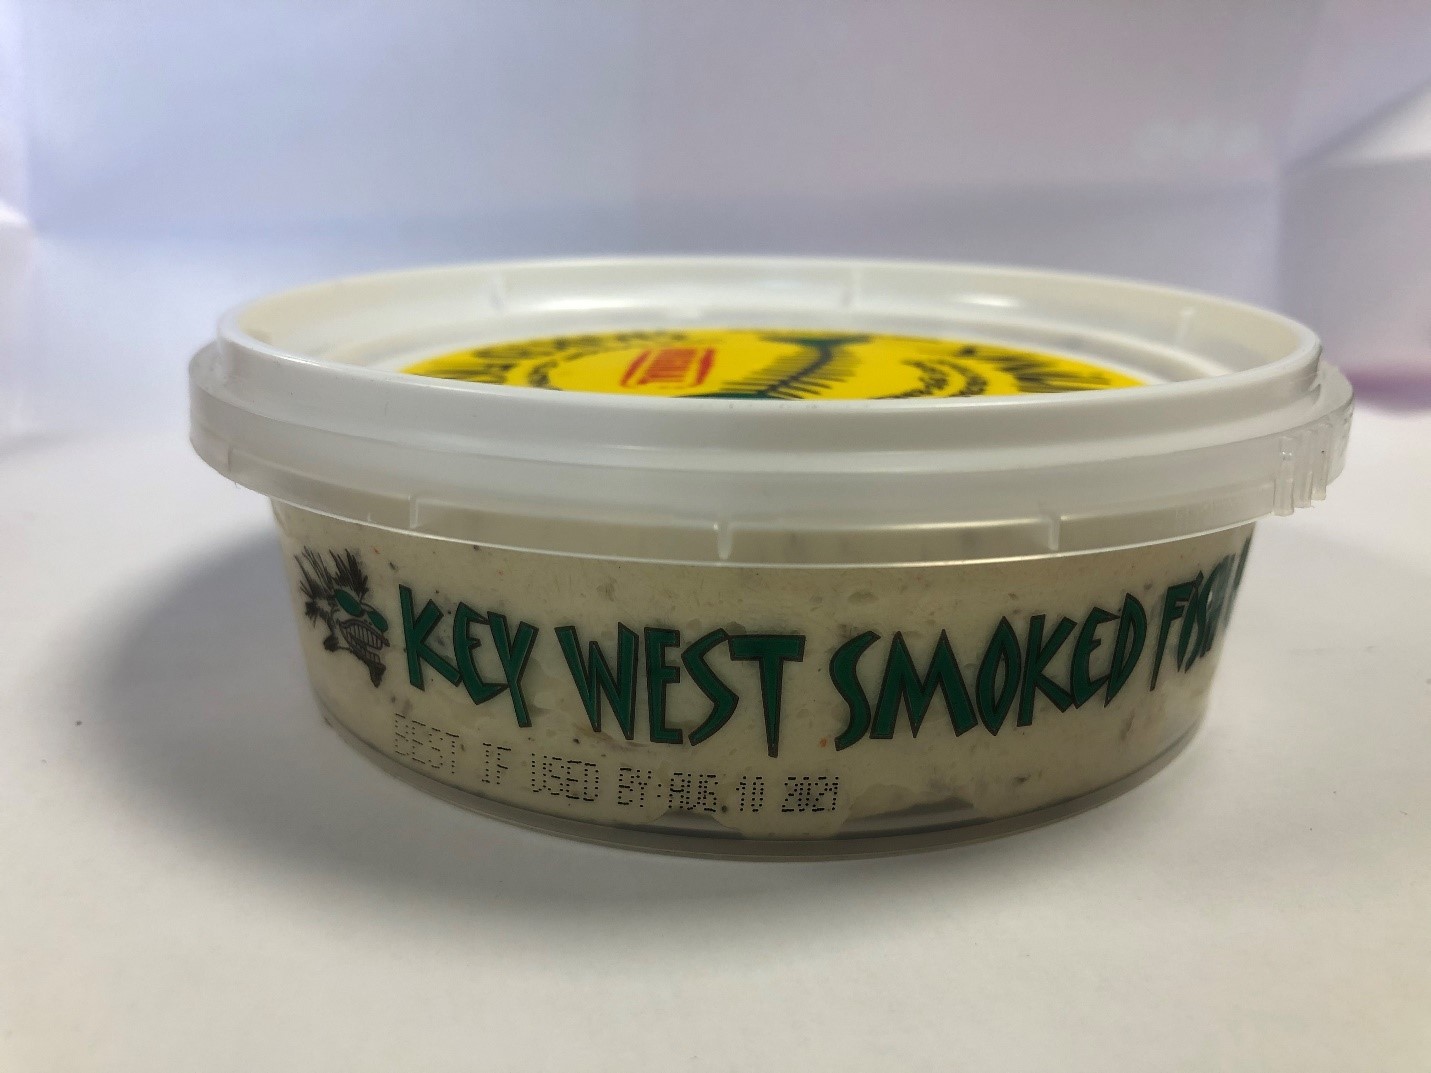 KEY WEST SMOKED FISH
BEST IF USED BY:AUG 10 2021